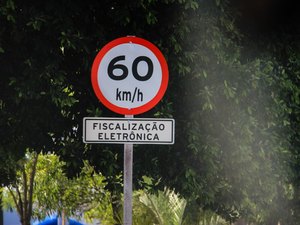 60
km/h
FISCALIZAÇÃO
ELETRÔNICA